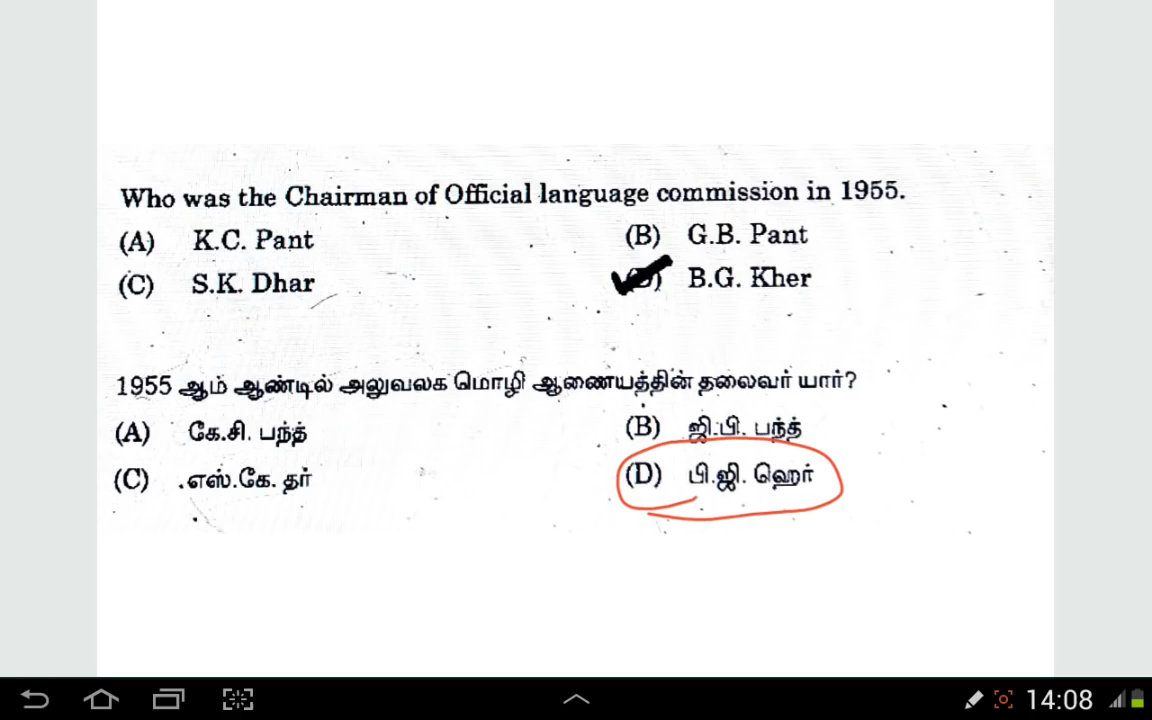 Who was the Chairman of Official language commission in 1955.
(A) K.C. Pant (B) G.B. Pant
(C) S.K. Dhar (D) B.G. Kher
1955 ஆம் ஆண்டில் அலுவலக மொழி ஆணையத்தின் தலைவர் யார்?
(A) கே.சி. பந்த் (B) ஜி.பி. பந்த்
(C) எஸ்.கே. தர் (D) பி.ஜி. ஹெர்
14:08